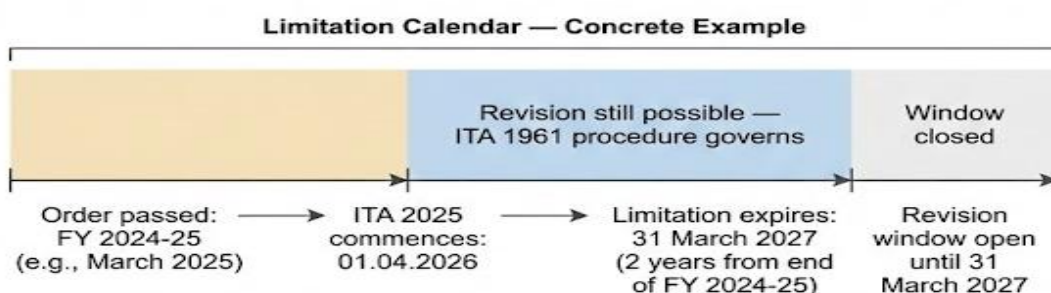 Limitation Calendar — Concrete Example
Revision still possible —
ITA 1961 procedure governs
Window
closed
Order passed:
FY 2024-25
(e.g., March 2025)
ITA 2025
commences:
01.04.2026
Limitation expires:
31 March 2027
(2 years from end
of FY 2024-25)
Revision
window open
until 31
March 2027